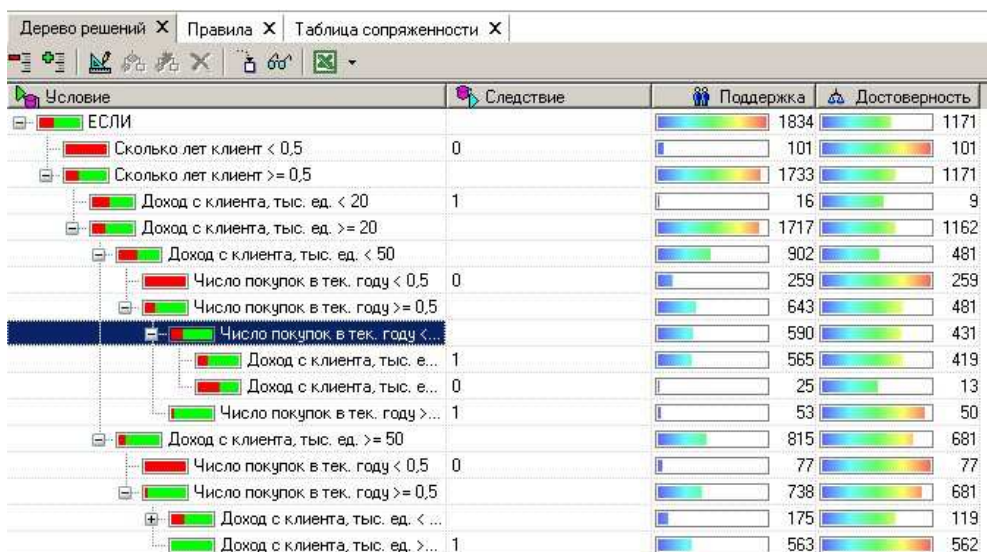 Дерево решений X Правила X Таблица сопряженности X
Условие Следствие Поддержка Достоверность
ЕСЛИ 1834 1171
Сколько лет клиент < 0,5 0 101 101
Сколько лет клиент >= 0,5 1733 1171
Доход с клиента, тыс. ед. < 20 1 16 9
Доход с клиента, тыс. ед. >= 20 1717 1162
Доход с клиента, тыс. ед. < 50 902 481
Число покупок в тек. году < 0,5 0 259 259
Число покупок в тек. году >= 0,5 643 481
Число покупок в тек. году <... 590 431
Доход с клиента, тыс. е... 1 565 419
Доход с клиента, тыс. е... 0 25 13
Число покупок в тек. году >... 1 53 50
Доход с клиента, тыс. ед. >= 50 815 681
Число покупок в тек. году < 0,5 0 77 77
Число покупок в тек. году >= 0,5 738 681
Доход с клиента, тыс. ед. < ... 175 119
Доход с клиента, тыс. ед. >... 1 563 562